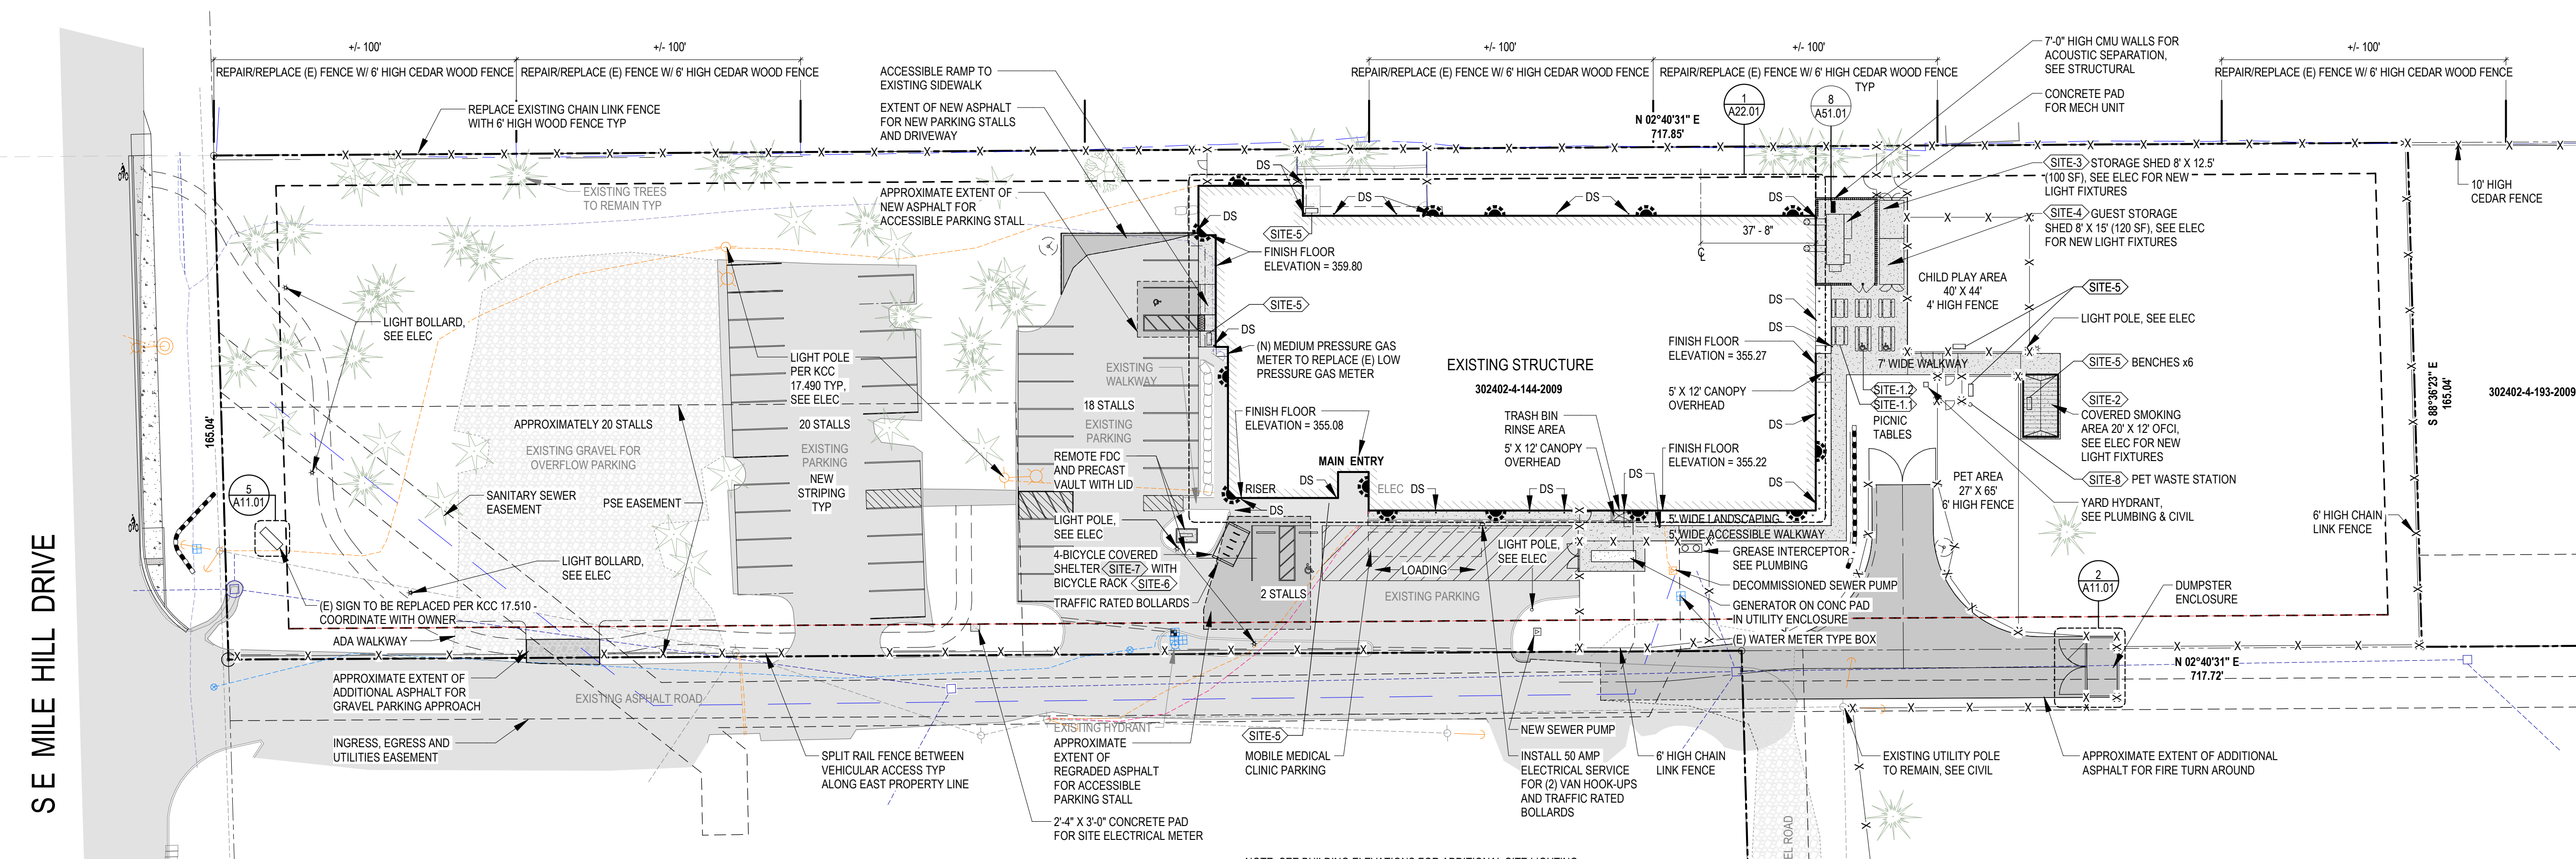 +/- 100'
+/- 100'
+/- 100'
+/- 100'
+/- 100'
REPAIR/REPLACE (E) FENCE W/ 6' HIGH CEDAR WOOD FENCE
REPAIR/REPLACE (E) FENCE W/ 6' HIGH CEDAR WOOD FENCE
REPAIR/REPLACE (E) FENCE W/ 6' HIGH CEDAR WOOD FENCE
REPAIR/REPLACE (E) FENCE W/ 6' HIGH CEDAR WOOD FENCE
TYP
REPAIR/REPLACE (E) FENCE W/ 6' HIGH CEDAR WOOD FENCE
REPLACE EXISTING CHAIN LINK FENCE
WITH 6' HIGH WOOD FENCE TYP
ACCESSIBLE RAMP TO
EXISTING SIDEWALK
EXTENT OF NEW ASPHALT
FOR NEW PARKING STALLS
AND DRIVEWAY
APPROXIMATE EXTENT OF
NEW ASPHALT FOR
ACCESSIBLE PARKING STALL
EXISTING TREES
TO REMAIN TYP
N 02°40'31" E
717.85'
1
A22.01
8
A51.01
7'-0" HIGH CMU WALLS FOR
ACOUSTIC SEPARATION,
SEE STRUCTURAL
CONCRETE PAD
FOR MECH UNIT
SITE-3 STORAGE SHED 8' X 12.5'
(100 SF), SEE ELEC FOR NEW
LIGHT FIXTURES
SITE-4 GUEST STORAGE
SHED 8' X 15' (120 SF), SEE ELEC
FOR NEW LIGHT FIXTURES
10' HIGH
CEDAR FENCE
DS
DS
DS
DS
DS
DS
SITE-5
FINISH FLOOR
ELEVATION = 359.80
37' - 8"
CHILD PLAY AREA
40' X 44'
4' HIGH FENCE
SITE-5
LIGHT POLE, SEE ELEC
SITE-5 BENCHES x6
SITE-2
COVERED SMOKING
AREA 20' X 12' OFCI,
SEE ELEC FOR NEW
LIGHT FIXTURES
SITE-8 PET WASTE STATION
YARD HYDRANT,
SEE PLUMBING & CIVIL
LIGHT BOLLARD,
SEE ELEC
LIGHT POLE
PER KCC
17.490 TYP,
SEE ELEC
SITE-5
DS
(N) MEDIUM PRESSURE GAS
METER TO REPLACE (E) LOW
PRESSURE GAS METER
EXISTING
WALKWAY
EXISTING STRUCTURE
302402-4-144-2009
DS
DS
DS
DS
FINISH FLOOR
ELEVATION = 355.27
5' X 12' CANOPY
OVERHEAD
7' WIDE WALKWAY
SITE-1.2
SITE-1.1
PICNIC
TABLES
S 88°36'23" E
165.04'
302402-4-193-2009
165.04'
APPROXIMATELY 20 STALLS
EXISTING GRAVEL FOR
OVERFLOW PARKING
20 STALLS
EXISTING
PARKING
NEW
STRIPING
TYP
18 STALLS
EXISTING
PARKING
FINISH FLOOR
ELEVATION = 355.08
TRASH BIN
RINSE AREA
5' X 12' CANOPY
OVERHEAD
FINISH FLOOR
ELEVATION = 355.22
REMOTE FDC
AND PRECAST
VAULT WITH LID
MAIN ENTRY
RISER
DS
DS
ELEC
DS
DS
DS
SANITARY SEWER
EASEMENT
PSE EASEMENT
5
A11.01
LIGHT POLE,
SEE ELEC
4-BICYCLE COVERED
SHELTER SITE-7 WITH
BICYCLE RACK SITE-6
TRAFFIC RATED BOLLARDS
LIGHT BOLLARD,
SEE ELEC
2 STALLS
LOADING
EXISTING PARKING
LIGHT POLE,
SEE ELEC
5' WIDE LANDSCAPING
5' WIDE ACCESSIBLE WALKWAY
GREASE INTERCEPTOR -
SEE PLUMBING
DECOMMISSIONED SEWER PUMP
GENERATOR ON CONC PAD
IN UTILITY ENCLOSURE
(E) WATER METER TYPE BOX
PET AREA
27' X 65'
6' HIGH FENCE
6' HIGH CHAIN
LINK FENCE
2
A11.01
DUMPSTER
ENCLOSURE
SE MILE HILL DRIVE
(E) SIGN TO BE REPLACED PER KCC 17.510 -
COORDINATE WITH OWNER
ADA WALKWAY
APPROXIMATE EXTENT OF
ADDITIONAL ASPHALT FOR
GRAVEL PARKING APPROACH
EXISTING ASPHALT ROAD
INGRESS, EGRESS AND
UTILITIES EASEMENT
SPLIT RAIL FENCE BETWEEN
VEHICULAR ACCESS TYP
ALONG EAST PROPERTY LINE
EXISTING HYDRANT
APPROXIMATE
EXTENT OF
REGRADED ASPHALT
FOR ACCESSIBLE
PARKING STALL
2'-4" X 3'-0" CONCRETE PAD
FOR SITE ELECTRICAL METER
SITE-5
MOBILE MEDICAL
CLINIC PARKING
NEW SEWER PUMP
INSTALL 50 AMP
ELECTRICAL SERVICE
FOR (2) VAN HOOK-UPS
AND TRAFFIC RATED
BOLLARDS
6' HIGH CHAIN
LINK FENCE
N 02°40'31" E
717.72'
EXISTING UTILITY POLE
TO REMAIN, SEE CIVIL
APPROXIMATE EXTENT OF ADDITIONAL
ASPHALT FOR FIRE TURN AROUND
EL ROAD
NOTE: SEE BUILDING ELEVATIONS FOR ADDITIONAL SITE LIGHTING